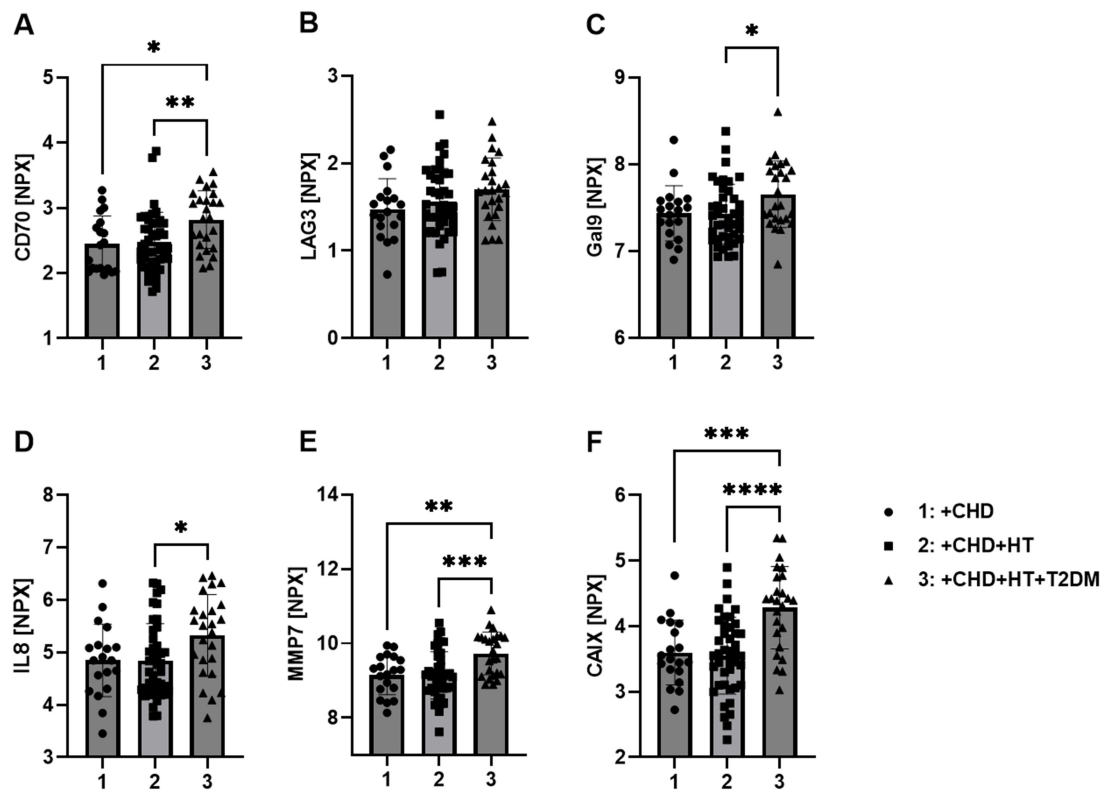 A
*
**
5
4
3
2
1
CD70 [NPX]
1 2 3
B
3
2
1
0
LAG3 [NPX]
1 2 3
C
*
9
8
7
6
Gal9 [NPX]
1 2 3
D
*
8
7
6
5
4
3
IL8 [NPX]
1 2 3
E
**
***
14
12
10
8
MMP7 [NPX]
1 2 3
F
***
****
6
5
4
3
2
CAIX [NPX]
1 2 3
1: +CHD
2: +CHD+HT
3: +CHD+HT+T2DM